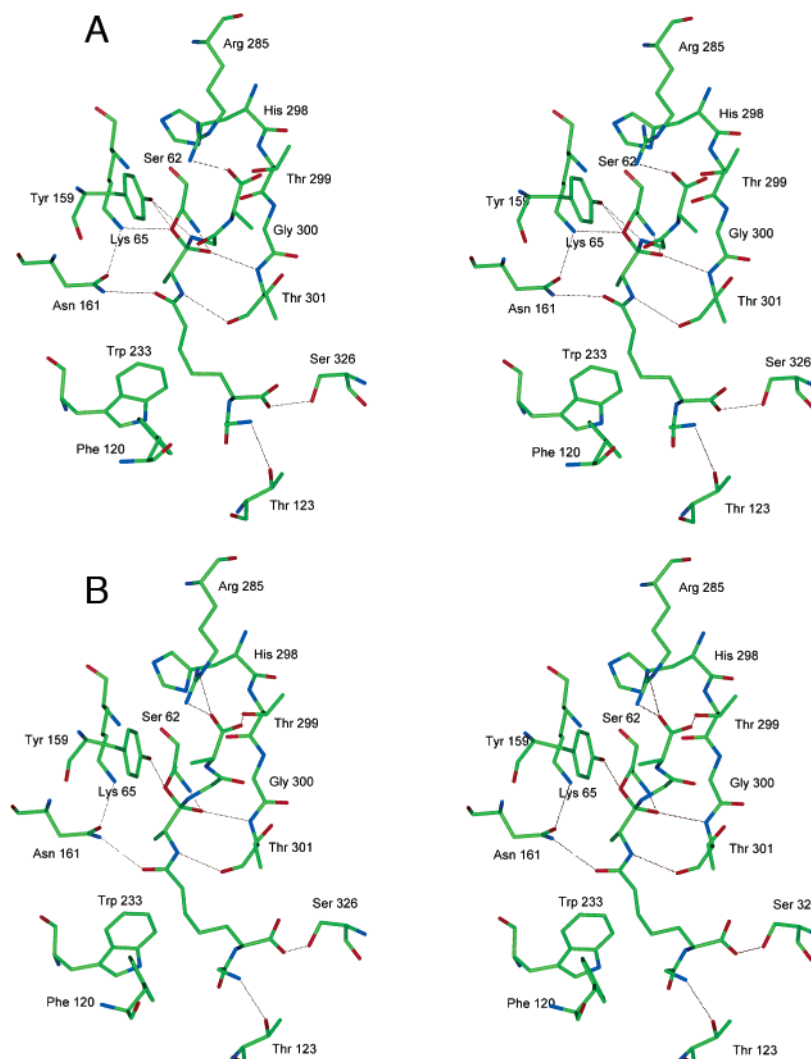 A
Arg 285
Arg 285
His 298
His 298
Ser 62
Ser 62
Thr 299
Thr 299
Tyr 159
Tyr 159
Gly 300
Gly 300
Lys 65
Lys 65
Asn 161
Thr 301
Asn 161
Thr 301
Trp 233
Ser 326
Trp 233
Ser 326
Phe 120
Phe 120
Thr 123
Thr 123
B
Arg 285
Arg 285
His 298
His 298
Ser 62
Thr 299
Ser 62
Thr 299
Tyr 159
Tyr 159
Gly 300
Gly 300
Lys 65
Lys 65
Asn 161
Thr 301
Asn 161
Thr 301
Trp 233
Ser 326
Trp 233
Ser 32
Phe 120
Phe 120
Thr 123
Thr 123